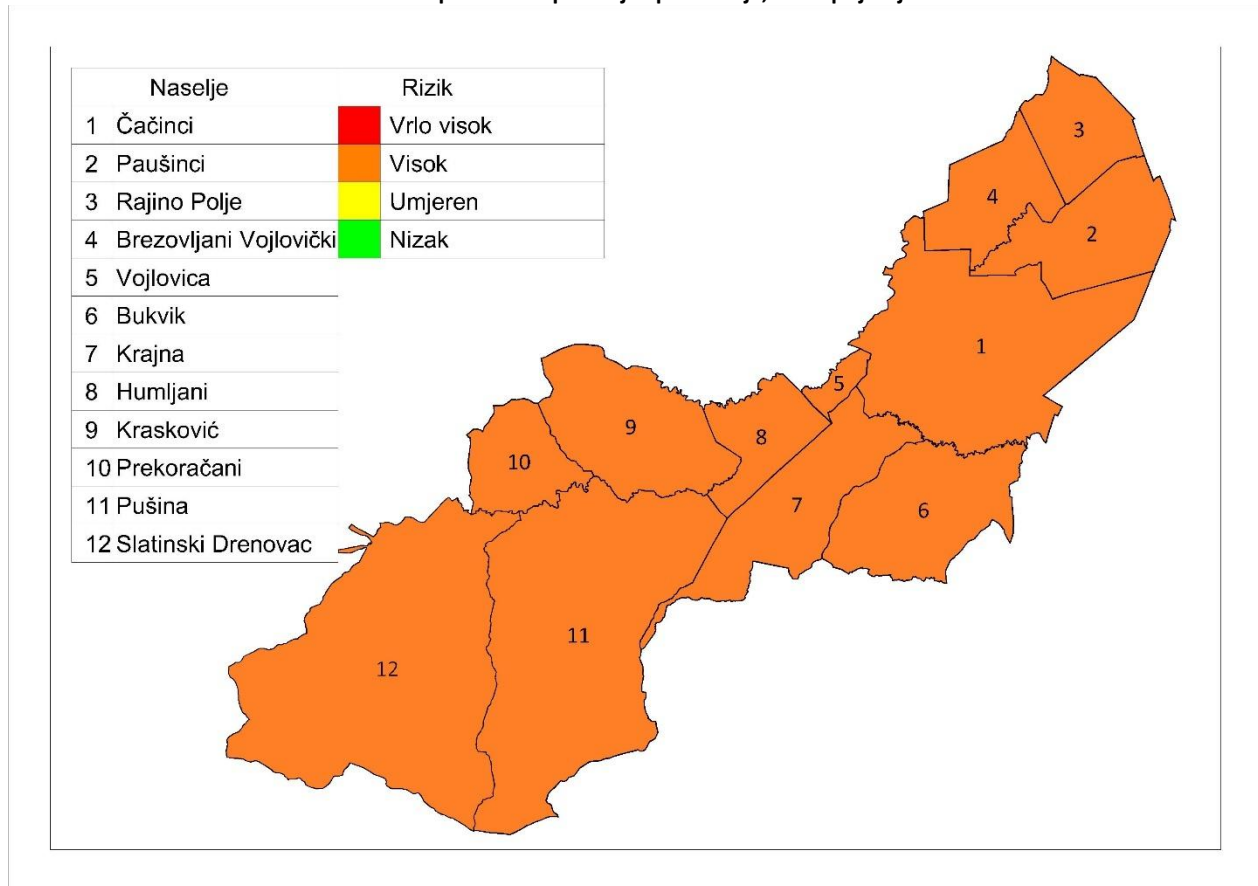 Naselje Rizik
1 Čačinci Vrlo visok
2 Paušinci Visok
3 Rajino Polje Umjeren
4 Brezovljani Vojlovički Nizak
5 Vojlovica
6 Bukvik
7 Krajna
8 Humljani
9 Krasković
10 Prekoračani
11 Pušina
12 Slatinski Drenovac
3
4
2
1
5
9
8
10
7
6
11
12